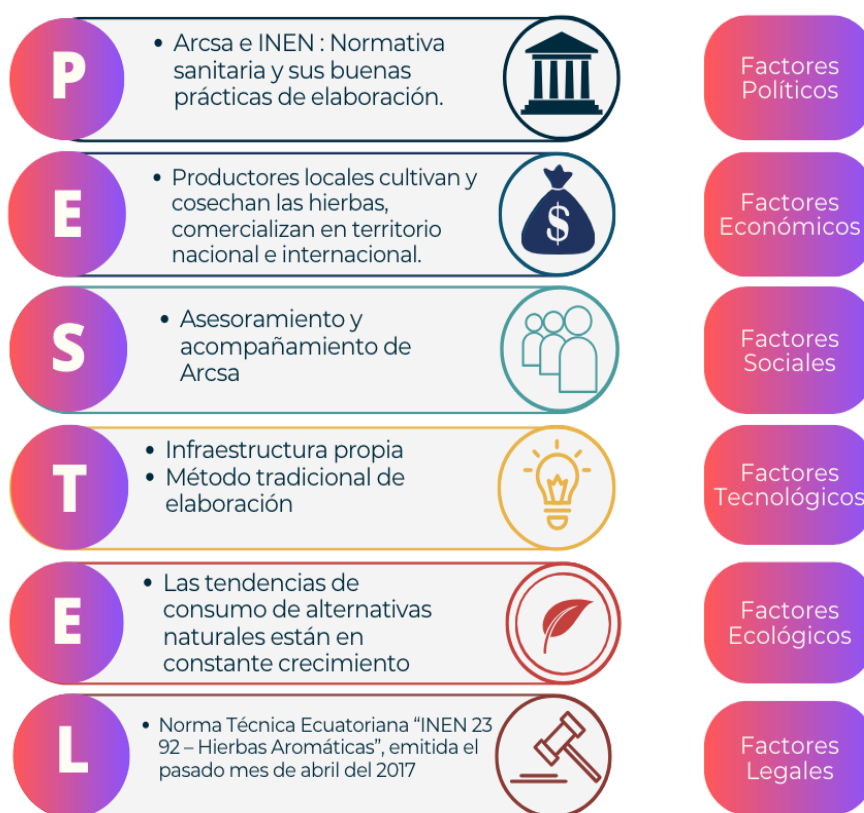 P
• Arcsa e INEN : Normativa
sanitaria y sus buenas
prácticas de elaboración.
Factores
Políticos
E
• Productores locales cultivan y
cosechan las hierbas,
comercializan en territorio
nacional e internacional.
$
Factores
Económicos
S
• Asesoramiento y
acompañamiento de
Arcsa
Factores
Sociales
T
• Infraestructura propia
• Método tradicional de
elaboración
Factores
Tecnológicos
E
• Las tendencias de
consumo de alternativas
naturales están en
constante crecimiento
Factores
Ecológicos
L
• Norma Técnica Ecuatoriana “INEN 23
92 – Hierbas Aromáticas”, emitida el
pasado mes de abril del 2017
Factores
Legales